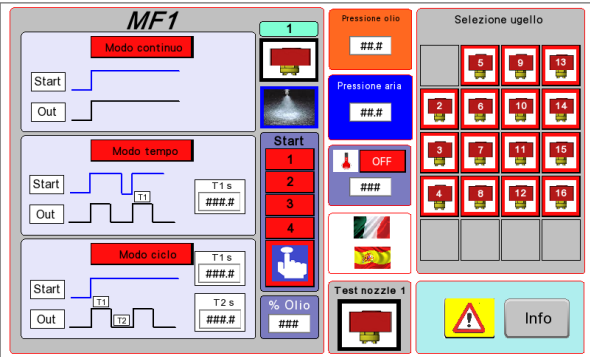 MF1
Modo continuo
Start
Out
Modo tempo
Start
T1
Out
T1 s
###.#
Modo ciclo
Start
T1
Out
T2
T1 s
###.#
T2 s
###.#
1
Start
1
2
3
4
% Olio
###
Pressione olio
##.#
Pressione aria
##.#
OFF
###
Test nozzle 1
Selezione ugello
5 9 13
2 6 10 14
3 7 11 15
4 8 12 16
Info